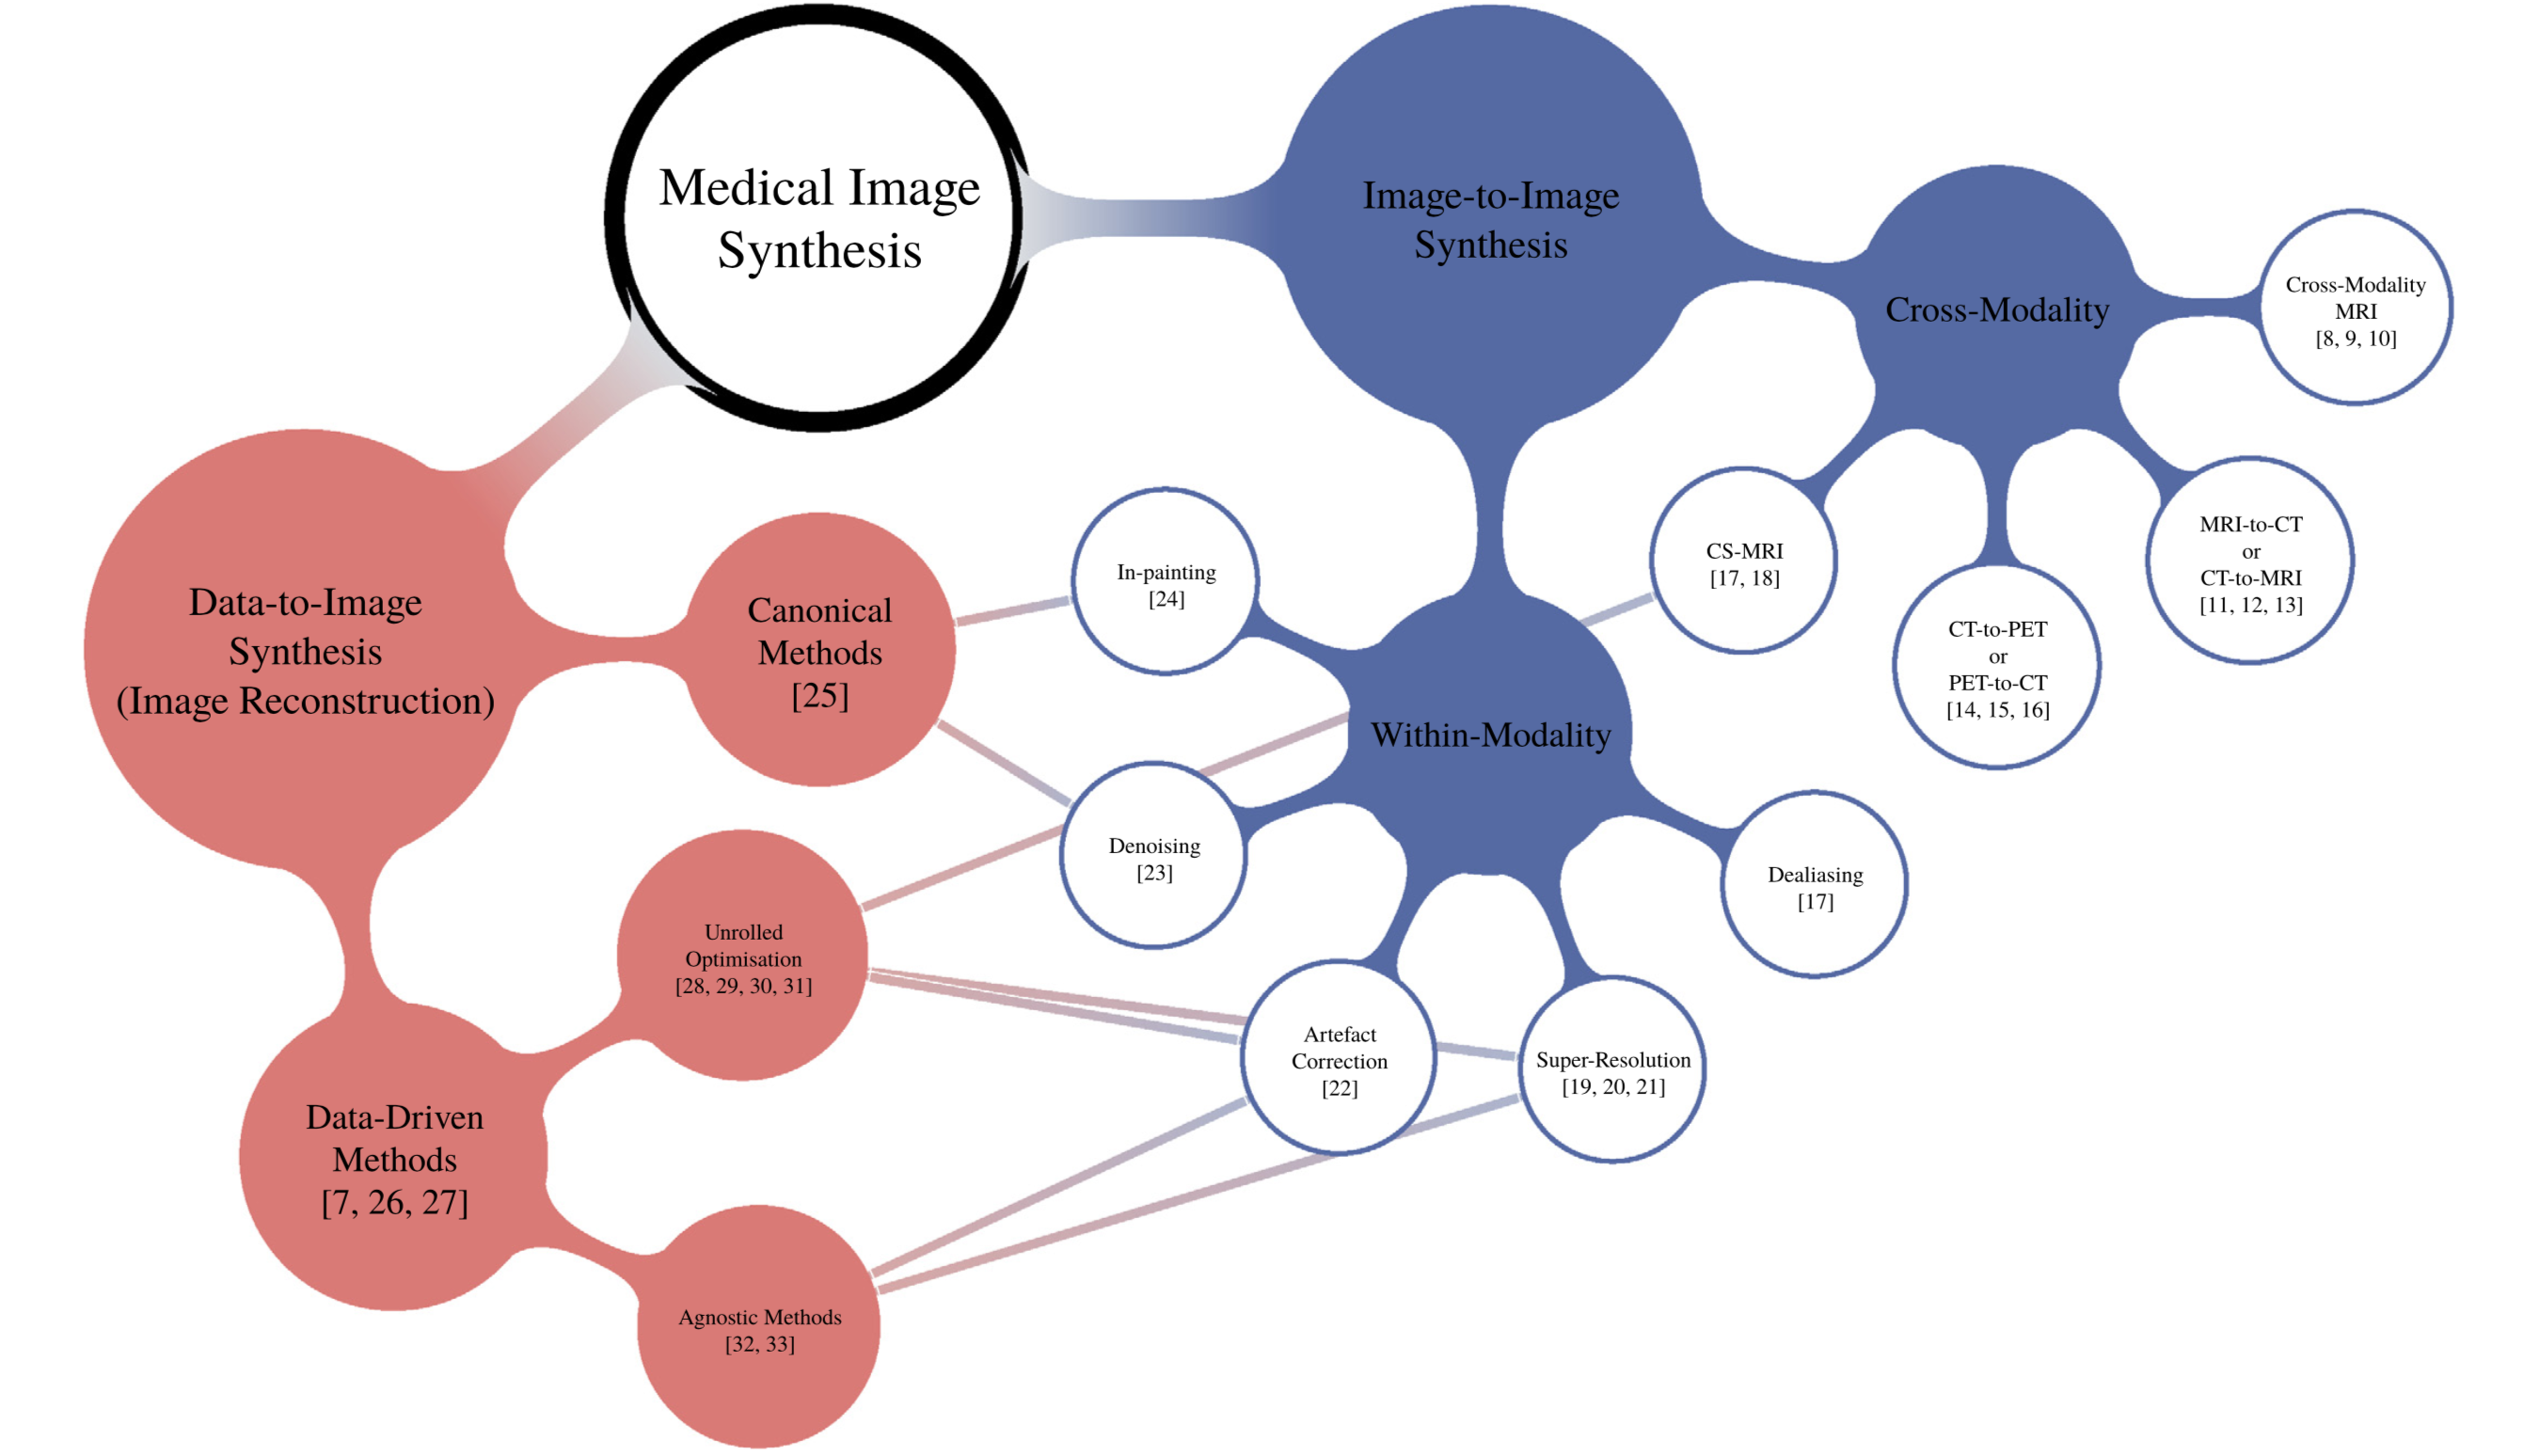 Medical Image
Synthesis
Image-to-Image
Synthesis
Cross-Modality
Cross-Modality
MRI
[8, 9, 10]
CS-MRI
[17, 18]
CT-to-PET
or
PET-to-CT
[14, 15, 16]
MRI-to-CT
or
CT-to-MRI
[11, 12, 13]
Data-to-Image
Synthesis
(Image Reconstruction)
Canonical
Methods
[25]
In-painting
[24]
Within-Modality
Denoising
[23]
Dealiasing
[17]
Unrolled
Optimisation
[28, 29, 30, 31]
Artefact
Correction
[22]
Super-Resolution
[19, 20, 21]
Data-Driven
Methods
[7, 26, 27]
Agnostic Methods
[32, 33]